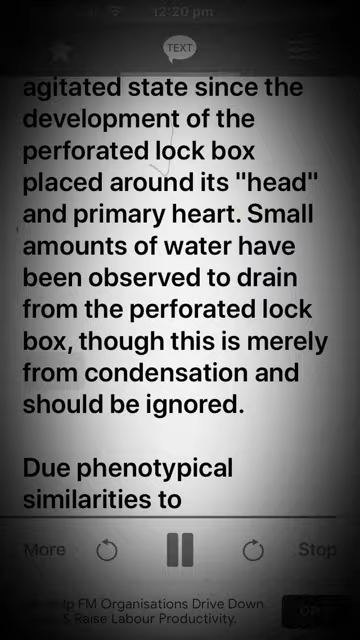 12:20 pm
TEXT
agitated state since the
development of the
perforated lock box
placed around its "head"
and primary heart. Small
amounts of water have
been observed to drain
from the perforated lock
box, though this is merely
from condensation and
should be ignored.
Due phenotypical
similarities to
More
Stop
FM Organisations Drive Down
& Raise Labour Productivity.